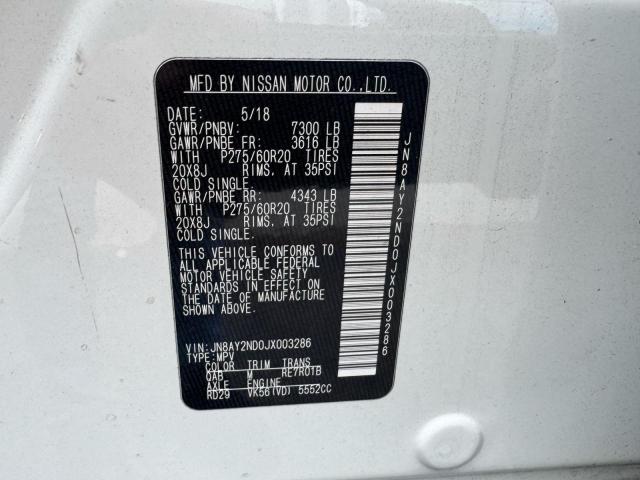 MFD BY NISSAN MOTOR CO.,LTD.
DATE: 5/18
GVWR/PNBV: 7300 LB
GAWR/PNBE FR: 3616 LB
WITH P275/60R20 TIRES
20X8J RIMS. AT 35PSI
COLD SINGLE.
GAWR/PNBE RR: 4343 LB
WITH P275/60R20 TIRES
20X8J RIMS. AT 35PSI
COLD SINGLE.
THIS VEHICLE CONFORMS TO
ALL APPLICABLE FEDERAL
MOTOR VEHICLE SAFETY
STANDARDS IN EFFECT ON
THE DATE OF MANUFACTURE
SHOWN ABOVE.
VIN: JN8AY2ND0JX003286
TYPE: MPV
COLOR TRIM TRANS
QAB M RE7R01B
AXLE ENGINE
RD29 VK56(VD) 5552CC
JN8AY2ND0JX003286